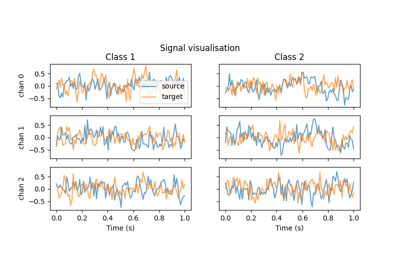 Signal visualisation
Class 1
Class 2
chan 0
0.5
0.0
−0.5
source
target
chan 1
0.5
0.0
−0.5
chan 2
0.5
0.0
−0.5
0.0 0.2 0.4 0.6 0.8 1.0
0.0 0.2 0.4 0.6 0.8 1.0
Time (s)
Time (s)